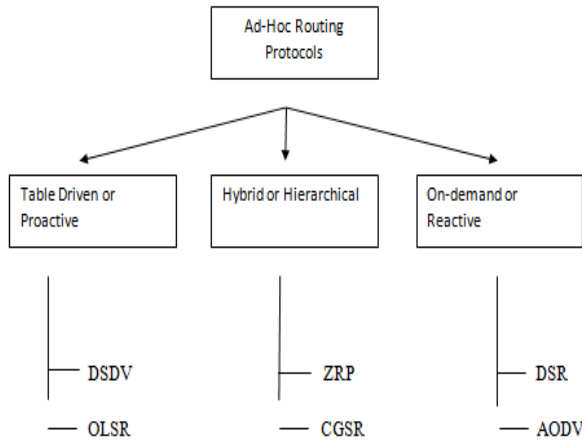 Ad-Hoc Routing
Protocols
Table Driven or
Proactive
Hybrid or Hierarchical
On-demand or
Reactive
DSDV
ZRP
DSR
OLSR
CGSR
AODV